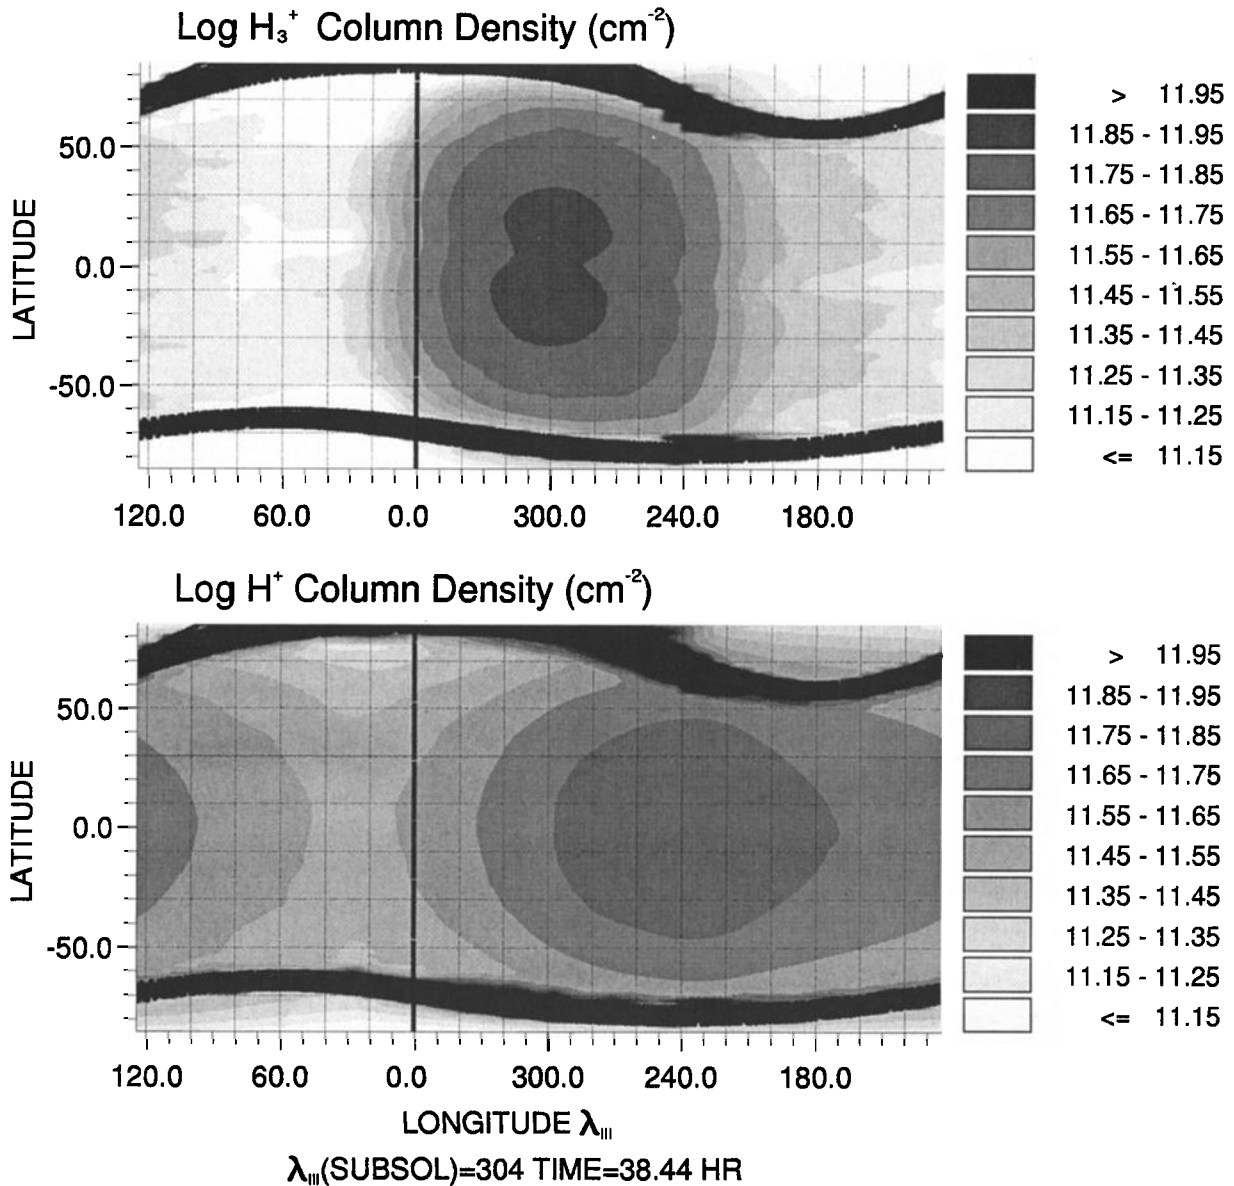 Log H₃⁺ Column Density (cm⁻²)
LATITUDE
50.0
0.0
-50.0
120.0 60.0 0.0 300.0 240.0 180.0
> 11.95
11.85 - 11.95
11.75 - 11.85
11.65 - 11.75
11.55 - 11.65
11.45 - 11.55
11.35 - 11.45
11.25 - 11.35
11.15 - 11.25
<= 11.15
Log H⁺ Column Density (cm⁻²)
LATITUDE
50.0
0.0
-50.0
120.0 60.0 0.0 300.0 240.0 180.0
> 11.95
11.85 - 11.95
11.75 - 11.85
11.65 - 11.75
11.55 - 11.65
11.45 - 11.55
11.35 - 11.45
11.25 - 11.35
11.15 - 11.25
<= 11.15
LONGITUDE λ_III
λ_III(SUBSOL)=304 TIME=38.44 HR